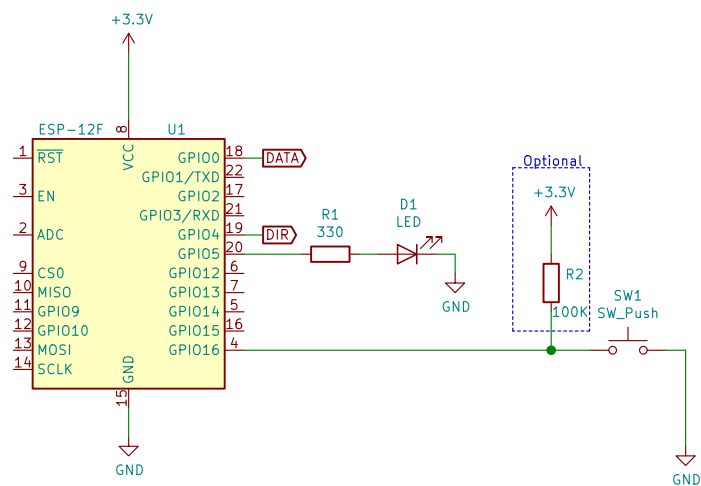 +3.3V
ESP-12F
U1
8
VCC
1
RST
3
EN
2
ADC
9
CS0
10
MISO
11
GPIO9
12
GPIO10
13
MOSI
14
SCLK
GPIO0
18
DATA
GPIO1/TXD
22
GPIO2
17
GPIO3/RXD
21
GPIO4
19
DIR
GPIO5
20
GPIO12
6
GPIO13
7
GPIO14
5
GPIO15
16
GPIO16
4
GND
15
GND
R1
330
D1
LED
GND
Optional
+3.3V
R2
100K
SW1
SW_Push
GND